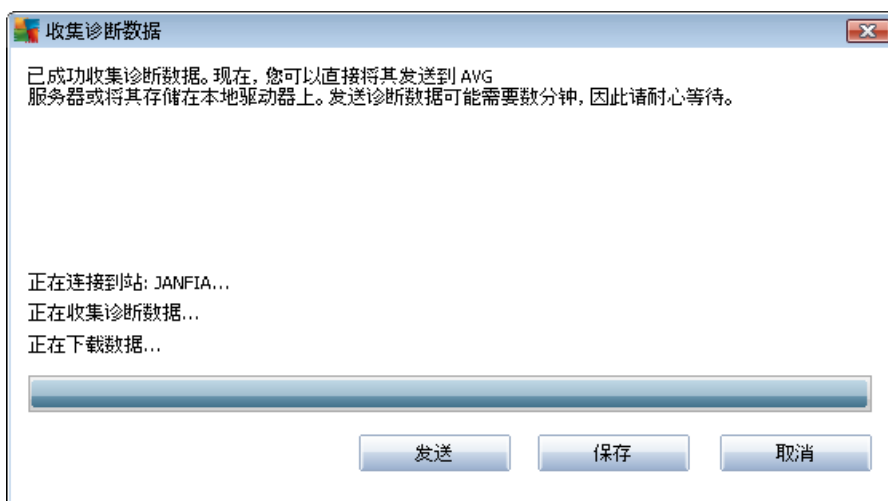 收集诊断数据
已成功收集诊断数据。现在，您可以直接将其发送到 AVG
服务器或将其存储在本地驱动器上。发送诊断数据可能需要数分钟，因此请耐心等待。
正在连接到站: JANFIA...
正在收集诊断数据...
正在下载数据...
发送
保存
取消